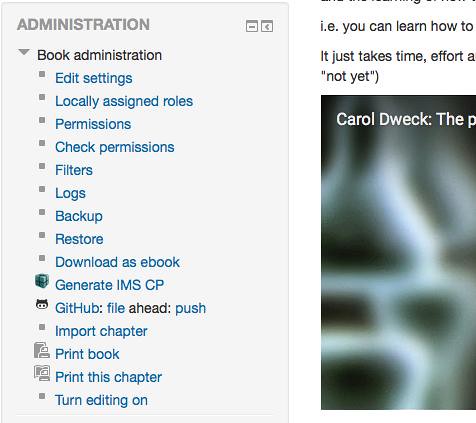 ADMINISTRATION
Book administration
Edit settings
Locally assigned roles
Permissions
Check permissions
Filters
Logs
Backup
Restore
Download as ebook
Generate IMS CP
GitHub: file ahead: push
Import chapter
Print book
Print this chapter
Turn editing on
i.e. you can learn how to
It just takes time, effort
"not yet")
Carol Dweck: The